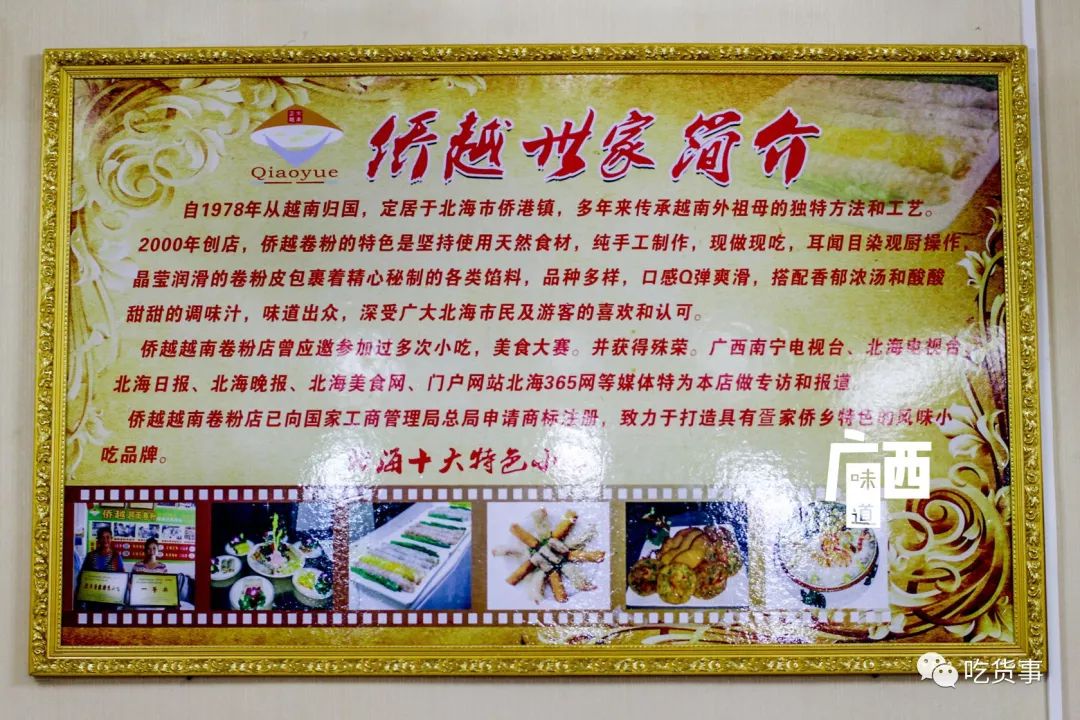 侨越世家简介
Qiaoyue
自1978年从越南归国，定居于北海市侨港镇，多年来传承越南外祖母的独特方法和工艺。
2000年创店，侨越卷粉的特色是坚持使用天然食材，纯手工制作，现做现吃，耳闻目染观厨操作，
晶莹润滑的卷粉皮包裹着精心秘制的各类馅料，品种多样，口感Q弹爽滑，搭配香郁浓汤和酸酸
甜甜的调味汁，味道出众，深受广大北海市民及游客的喜欢和认可。
侨越越南卷粉店曾应邀参加过多次小吃，美食大赛。并获得殊荣。广西南宁电视台、北海电视台、
北海日报、北海晚报、北海美食网、门户网站北海365网等媒体特为本店做专访和报道。
侨越越南卷粉店已向国家工商管理局总局申请商标注册，致力于打造具有疍家侨乡特色的风味小
吃品牌。
海十大特色小
广西
味道
侨越
一等奖
吃货事